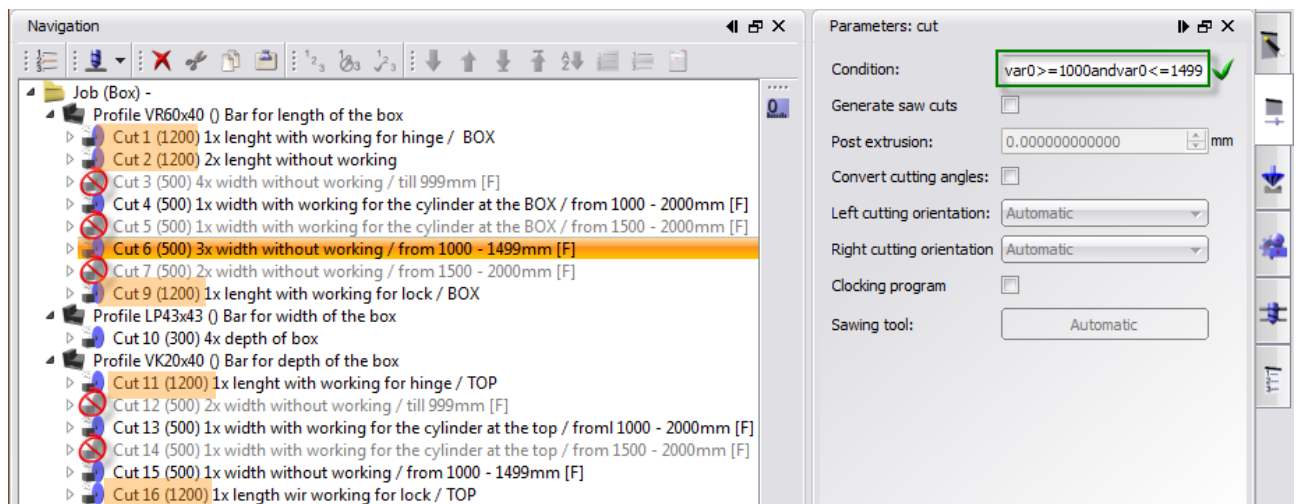 Navigation
Job (Box) -
Profile VR60x40 () Bar for length of the box
Cut 1 (1200) 1x lenght with working for hinge / BOX
Cut 2 (1200) 2x lenght without working
Cut 3 (500) 4x width without working / till 999mm [F]
Cut 4 (500) 1x width with working for the cylinder at the BOX / from 1000 - 2000mm [F]
Cut 5 (500) 1x width with working for the cylinder at the BOX / from 1500 - 2000mm [F]
Cut 6 (500) 3x width without working / from 1000 - 1499mm [F]
Cut 7 (500) 2x width without working / from 1500 - 2000mm [F]
Cut 9 (1200) 1x lenght with working for lock / BOX
Profile LP43x43 () Bar for width of the box
Cut 10 (300) 4x depth of box
Profile VK20x40 () Bar for depth of the box
Cut 11 (1200) 1x lenght with working for hinge / TOP
Cut 12 (500) 2x width without working / till 999mm [F]
Cut 13 (500) 1x width with working for the cylinder at the top / froml 1000 - 2000mm [F]
Cut 14 (500) 1x width with working for the cylinder at the top / from 1500 - 2000mm [F]
Cut 15 (500) 1x width without working / from 1000 - 1499mm [F]
Cut 16 (1200) 1x length wir working for lock / TOP
Parameters: cut
Condition: var0>=1000andvar0<=1499
Generate saw cuts
Post extrusion: 0.000000000000 mm
Convert cutting angles:
Left cutting orientation: Automatic
Right cutting orientation Automatic
Clocking program
Sawing tool: Automatic